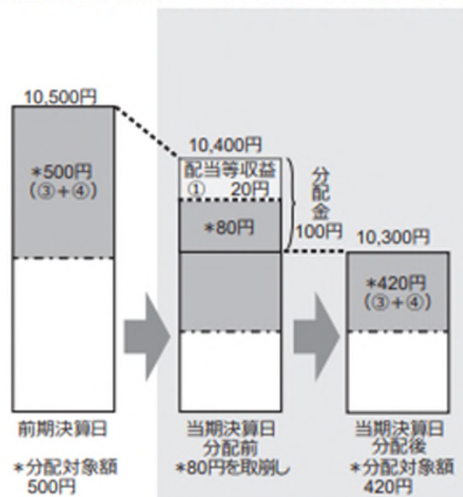 10,500円
*500円
(③+④)
前期決算日
*分配対象額
500円
10,400円
配当等収益
① 20円
*80円
分配金
100円
当期決算日
分配前
*80円を取崩し
10,300円
*420円
(③+④)
当期決算日
分配後
*分配対象額
420円